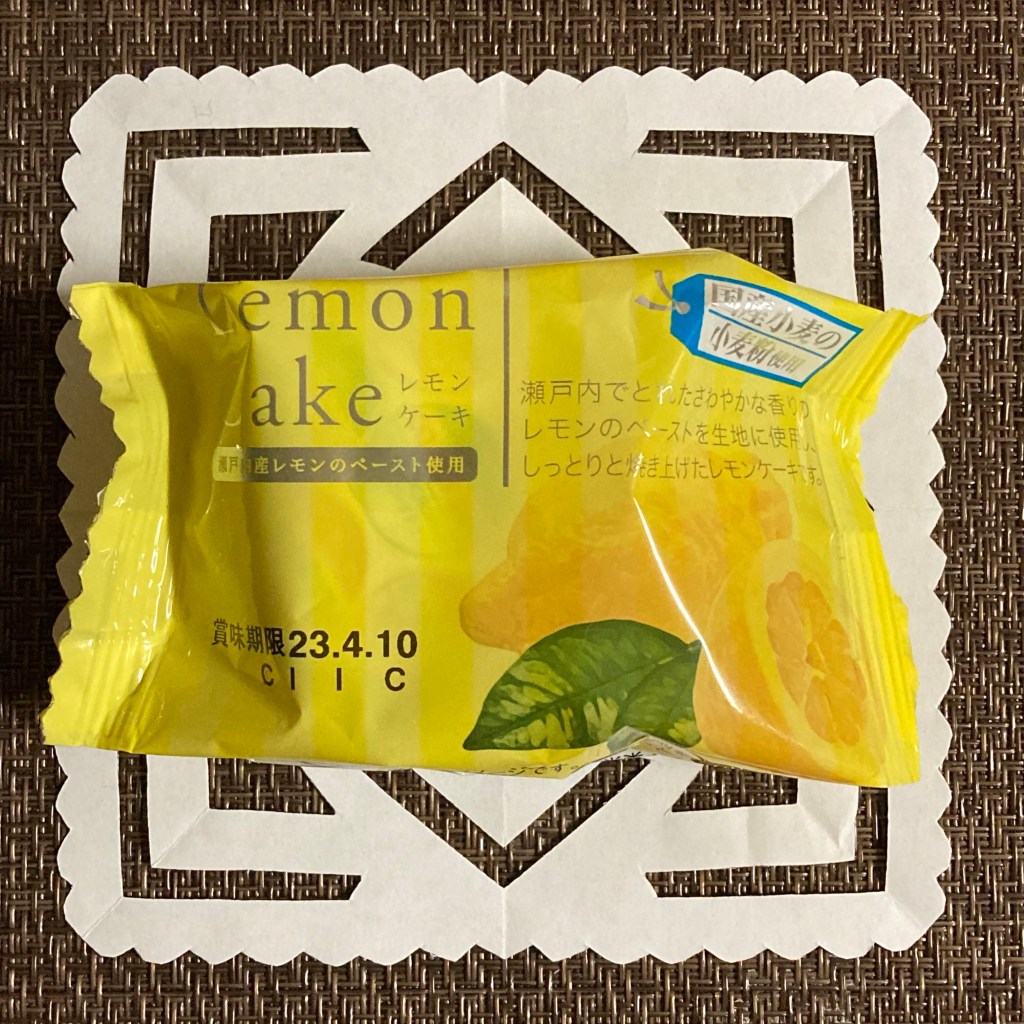 Lemon
Cake
レモン
ケーキ
瀬戸内産レモンのペースト使用
国産小麦の
小麦粉使用
瀬戸内でとれたさわやかな香りの
レモンのペーストを生地に使用し、
しっとりと焼き上げたレモンケーキです。
賞味期限23.4.10
C I I C